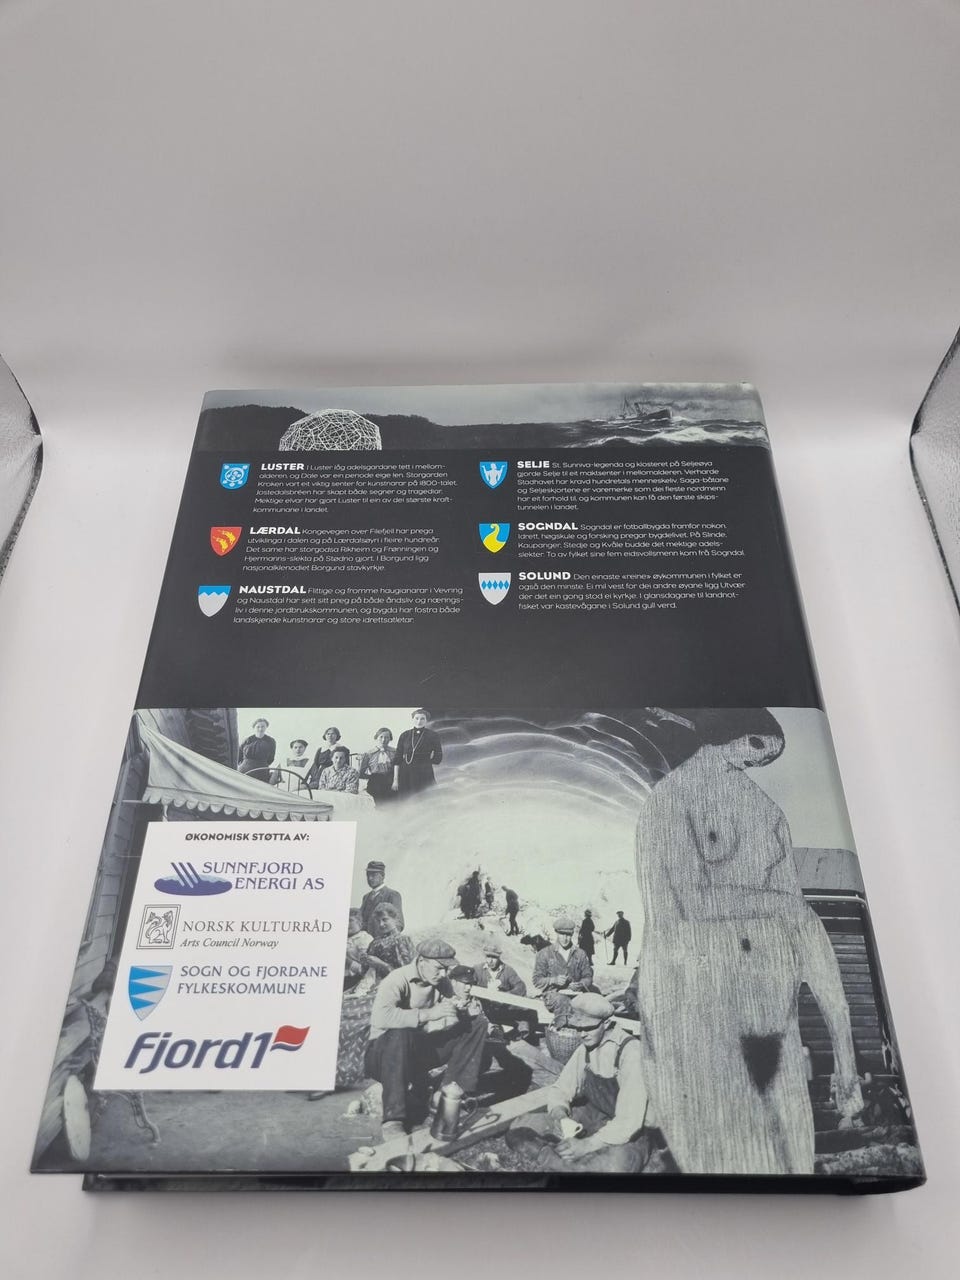 LUSTER I Luster låg adelsgardane tett i mellom-
alderen, og Dale var ein periode eige len. Storgarden
Kroken vart eit viktig senter for kunstnarar på 1800-talet.
Jostedalsbreen har skapt både segner og tragediar.
Mektige elvar har gjort Luster til ein av dei største kraft-
kommunane i landet.
LÆRDAL Kongevegen over Filefjell har prega
utviklinga i dalen og på Lærdalsøyri i fleire hundreår.
Det same har storgodsa Rikheim og Frønningen og
Hjermanns-slekta på Stødno gjort. I Borgund ligg
nasjonalklenodiet Borgund stavkyrkje.
NAUSTDAL Flittige og fromme haugianarar i Vevring
og Naustdal har sett sitt preg på både åndsliv og nærings-
liv i denne jordbrukskommunen, og bygda har fostra både
landskjende kunstnarar og store idrettsatletar.
SELJE St. Sunniva-legenda og klosteret på Seljeøya
gjorde Selje til eit maktsenter i mellomalderen. Verharde
Stadhavet har kravd hundretals menneskeliv. Saga-båtane
og Seljeskjortene er varemerke som dei fleste nordmenn
har eit forhold til, og kommunen kan få den første skips-
tunnelen i landet.
SOGNDAL Sogndal er fotballbygda framfor nokon.
Idrett, høgskule og forsking pregar bygdelivet. På Slinde,
Kaupanger, Stedje og Kvåle budde det mektige adels-
slekter. To av fylket sine fem eidsvollsmenn kom frå Sogndal.
SOLUND Den einaste «reine» øykommunen i fylket er
også den minste. Ei mil vest for dei andre øyane ligg Utvær
der det ein gong stod ei kyrkje. I glansdagane til landnot-
fisket var kastevågane i Solund gull verd.
ØKONOMISK STØTTA AV:
SUNNFJORD
ENERGI AS
NORSK KULTURRÅD
Arts Council Norway
SOGN OG FJORDANE
FYLKESKOMMUNE
Fjord1